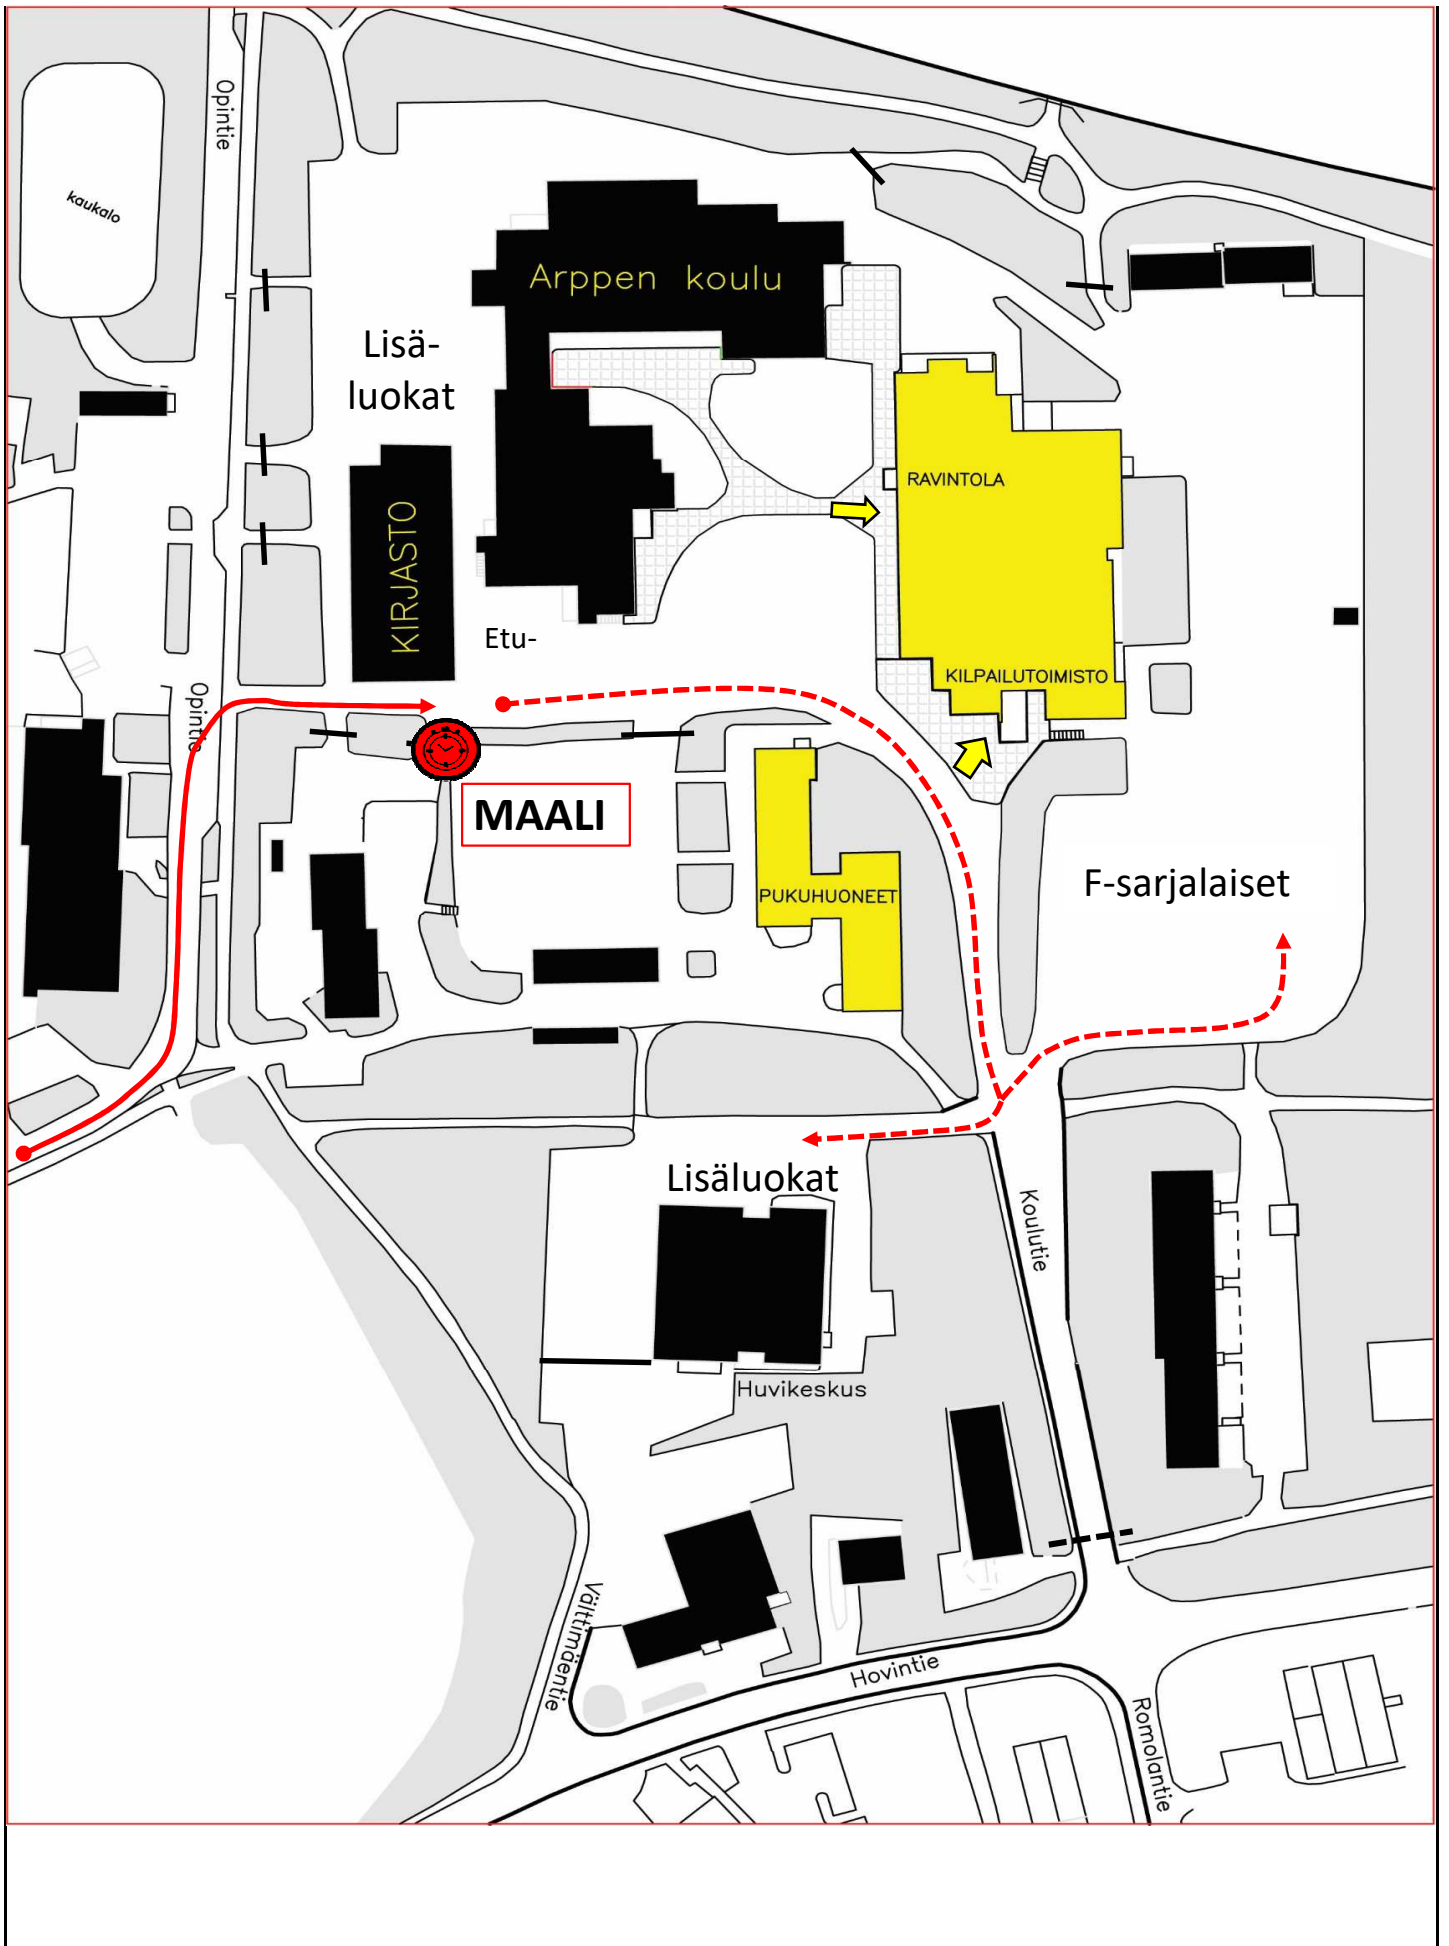 Opintie
kaukalo
Arppen koulu
Lisä-
luokat
RAVINTOLA
KIRJASTO
Etu-
KILPAILUTOIMISTO
Opintie
MAALI
F-sarjalaiset
PUKUHUONEET
Lisäluokat
Koulutie
Huvikeskus
Välttimäentie
Hovintie
Romolantie